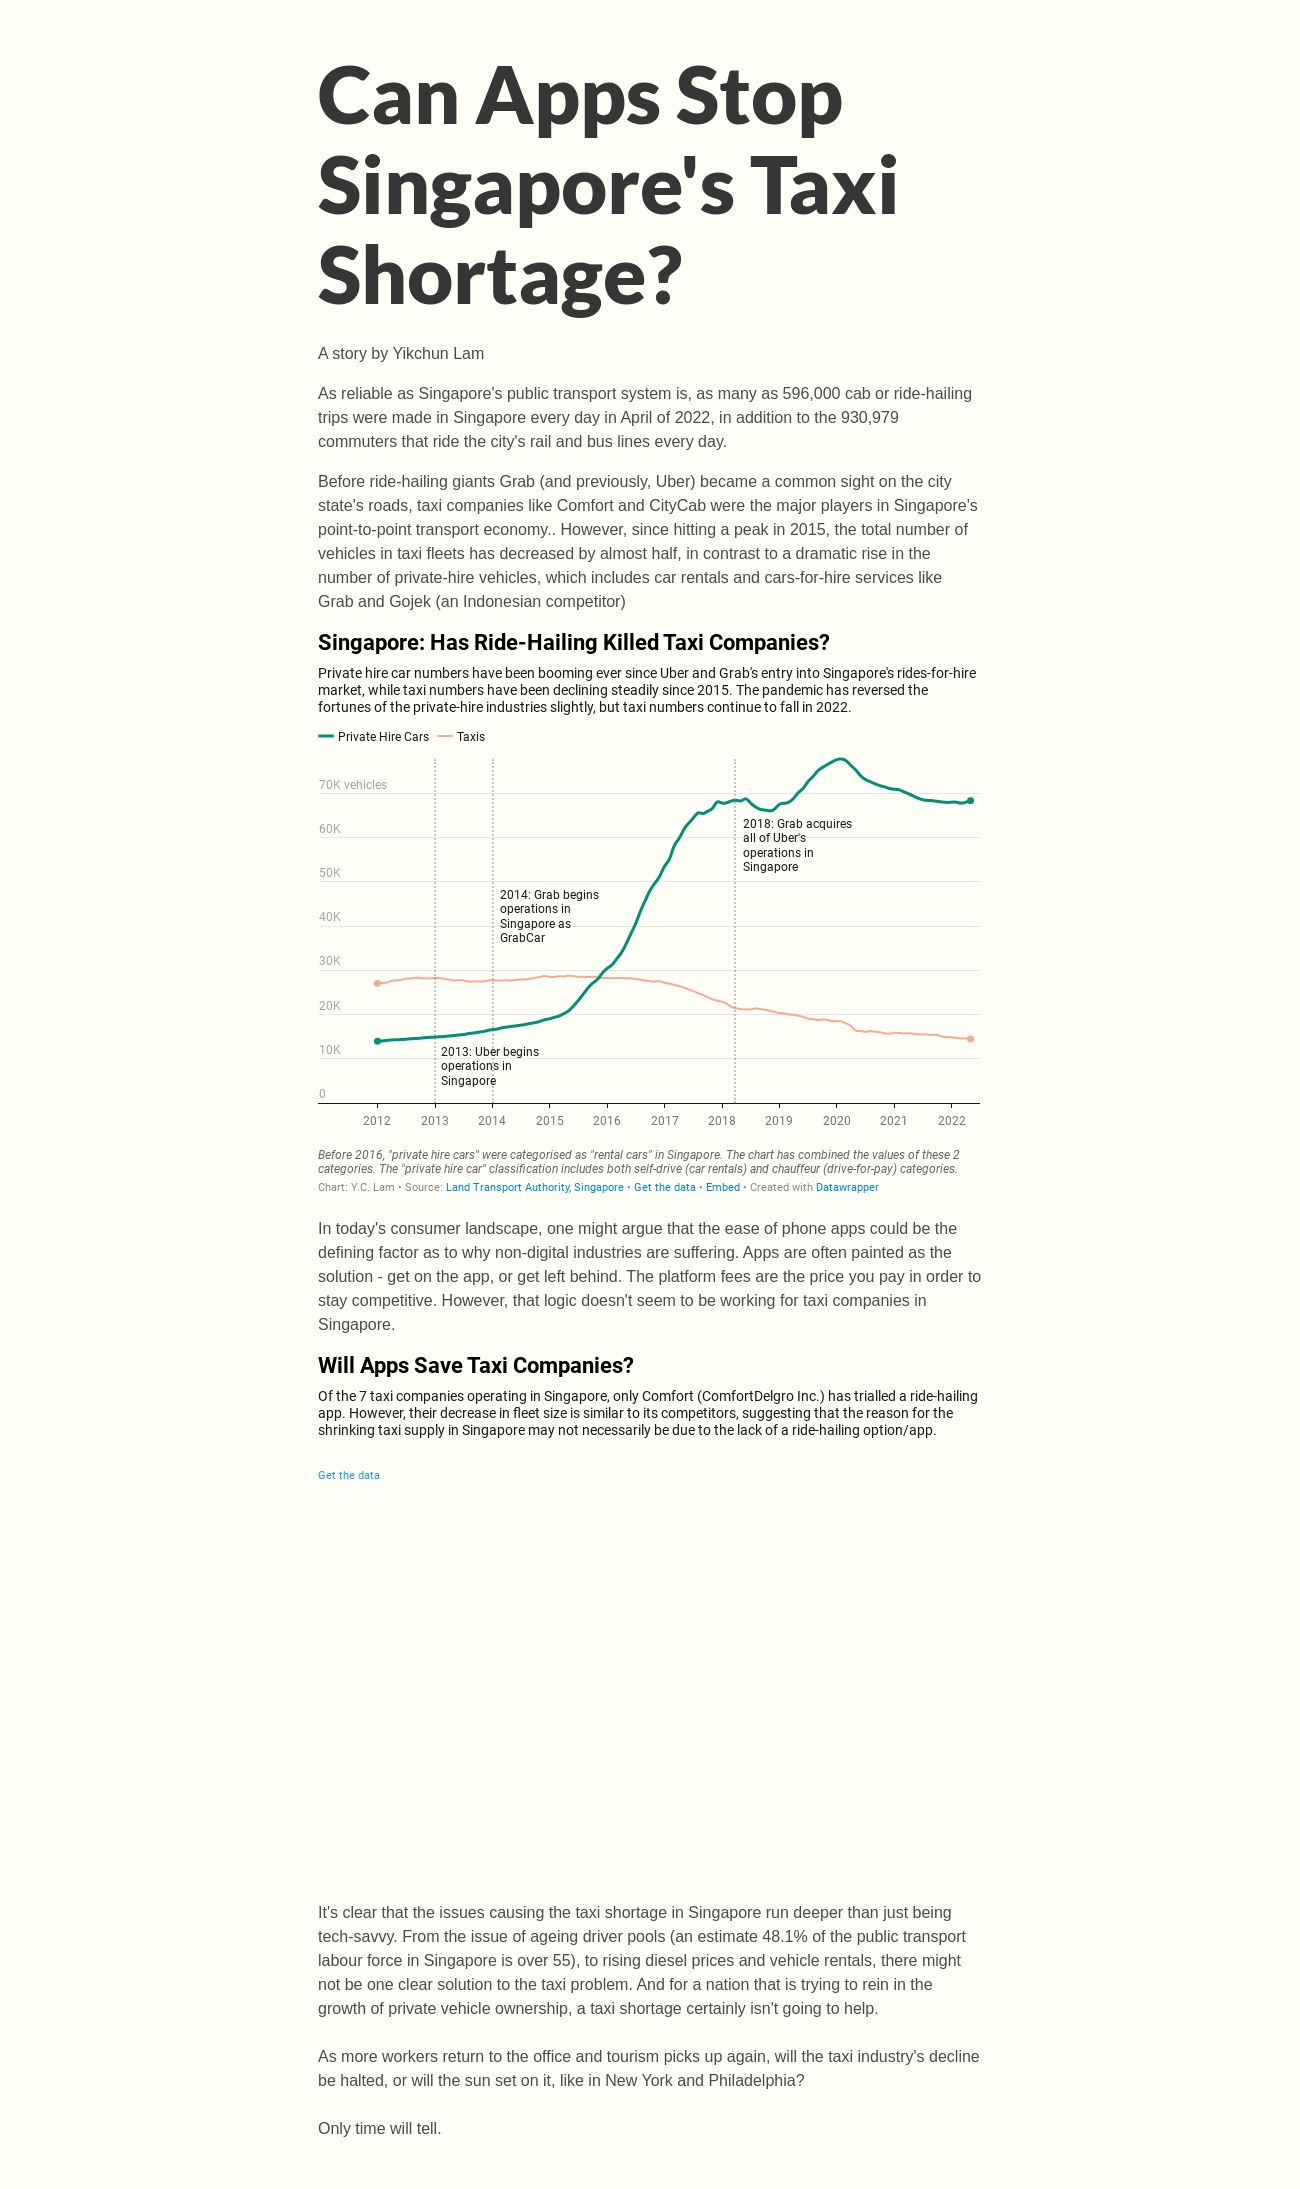 Can Apps Stop
Singapore's Taxi
Shortage?
A story by Yikchun Lam
As reliable as Singapore's public transport system is, as many as 596,000 cab or ride-hailing
trips were made in Singapore every day in April of 2022, in addition to the 930,979
commuters that ride the city's rail and bus lines every day.
Before ride-hailing giants Grab (and previously, Uber) became a common sight on the city
state's roads, taxi companies like Comfort and CityCab were the major players in Singapore's
point-to-point transport economy.. However, since hitting a peak in 2015, the total number of
vehicles in taxi fleets has decreased by almost half, in contrast to a dramatic rise in the
number of private-hire vehicles, which includes car rentals and cars-for-hire services like
Grab and Gojek (an Indonesian competitor)
Singapore: Has Ride-Hailing Killed Taxi Companies?
Private hire car numbers have been booming ever since Uber and Grab's entry into Singapore's rides-for-hire
market, while taxi numbers have been declining steadily since 2015. The pandemic has reversed the
fortunes of the private-hire industries slightly, but taxi numbers continue to fall in 2022.
Private Hire Cars Taxis
70K vehicles
60K
50K
40K
30K
20K
10K
0
2018: Grab acquires
all of Uber's
operations in
Singapore
2014: Grab begins
operations in
Singapore as
GrabCar
2013: Uber begins
operations in
Singapore
2012 2013 2014 2015 2016 2017 2018 2019 2020 2021 2022
Before 2016, "private hire cars" were categorised as "rental cars" in Singapore. The chart has combined the values of these 2
categories. The "private hire car" classification includes both self-drive (car rentals) and chauffeur (drive-for-pay) categories.
Chart: Y.C. Lam • Source: Land Transport Authority, Singapore • Get the data • Embed • Created with Datawrapper
In today's consumer landscape, one might argue that the ease of phone apps could be the
defining factor as to why non-digital industries are suffering. Apps are often painted as the
solution - get on the app, or get left behind. The platform fees are the price you pay in order to
stay competitive. However, that logic doesn't seem to be working for taxi companies in
Singapore.
Will Apps Save Taxi Companies?
Of the 7 taxi companies operating in Singapore, only Comfort (ComfortDelgro Inc.) has trialled a ride-hailing
app. However, their decrease in fleet size is similar to its competitors, suggesting that the reason for the
shrinking taxi supply in Singapore may not necessarily be due to the lack of a ride-hailing option/app.
Get the data
It's clear that the issues causing the taxi shortage in Singapore run deeper than just being
tech-savvy. From the issue of ageing driver pools (an estimate 48.1% of the public transport
labour force in Singapore is over 55), to rising diesel prices and vehicle rentals, there might
not be one clear solution to the taxi problem. And for a nation that is trying to rein in the
growth of private vehicle ownership, a taxi shortage certainly isn't going to help.
As more workers return to the office and tourism picks up again, will the taxi industry's decline
be halted, or will the sun set on it, like in New York and Philadelphia?
Only time will tell.